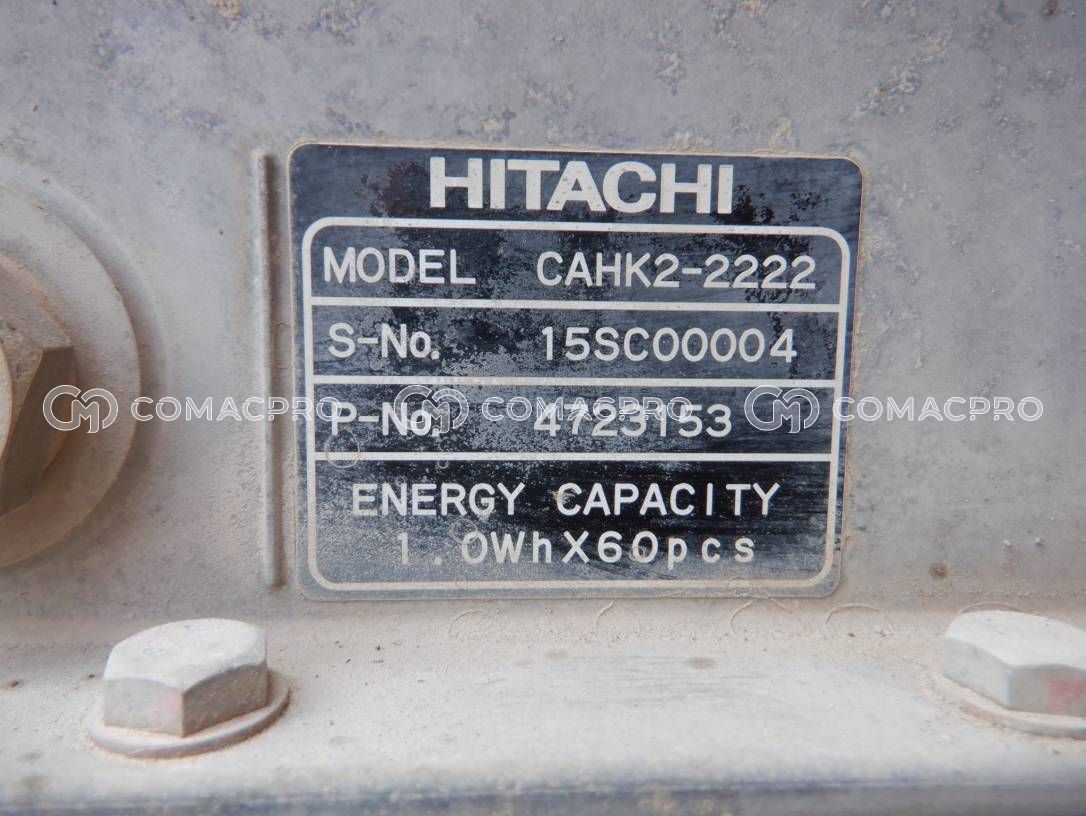 HITACHI
MODEL CAHK2-2222
S-No. 15SC00004
P-No. 4723153
COMACPRO COMACPRO COMACPRO
ENERGY CAPACITY
1.0WhX60pcs